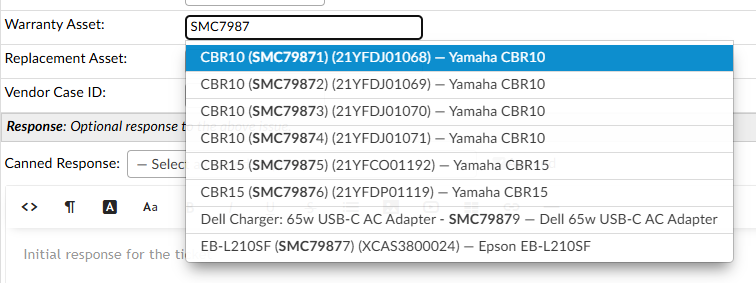 Warranty Asset: SMC7987
CBR10 (SMC79871) (21YFDJ01068) — Yamaha CBR10
Replacement Asset:
CBR10 (SMC79872) (21YFDJ01069) — Yamaha CBR10
Vendor Case ID:
CBR10 (SMC79873) (21YFDJ01070) — Yamaha CBR10
Response: Optional response t
CBR10 (SMC79874) (21YFDJ01071) — Yamaha CBR10
Canned Response: — Selec
CBR15 (SMC79875) (21YFCO01192) — Yamaha CBR15
CBR15 (SMC79876) (21YFDP01119) — Yamaha CBR15
<> ¶ A Aa
Dell Charger: 65w USB-C AC Adapter - SMC79879 — Dell 65w USB-C AC Adapter
EB-L210SF (SMC79877) (XCAS3800024) — Epson EB-L210SF
Initial response for the ti